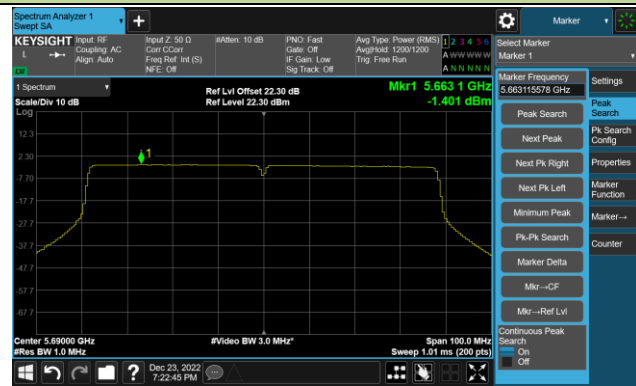 Spectrum Analyzer 1
Swept SA
Marker
KEYSIGHT
L
Input: RF
Coupling: AC
Align: Auto
Input Z: 50 Ω
Corr CCorr
Freq Ref: Int (S)
NFE: Off
#Atten: 10 dB
PNO: Fast
Gate: Off
IF Gain: Low
Sig Track: Off
Avg Type: Power (RMS)
Avg|Hold: 1200/1200
Trig: Free Run
1 2 3 4 5 6
A W W W W W
A N N N N N
Select Marker
Marker 1
1 Spectrum
Scale/Div 10 dB
Log
Ref Lvl Offset 22.30 dB
Ref Level 22.30 dBm
Mkr1 5.663 1 GHz
-1.401 dBm
12.3
2.30
-7.70
-17.7
-27.7
-37.7
-47.7
-57.7
-67.7
1
Center 5.69000 GHz
#Res BW 1.0 MHz
#Video BW 3.0 MHz*
Span 100.0 MHz
Sweep 1.01 ms (200 pts)
Marker Frequency
5.663115578 GHz
Peak Search
Next Peak
Next Pk Right
Next Pk Left
Minimum Peak
Pk-Pk Search
Marker Delta
Mkr→CF
Mkr→Ref Lvl
Continuous Peak
Search
On
Off
Settings
Peak
Search
Pk Search
Config
Properties
Marker
Function
Marker→
Counter
Dec 23, 2022
7:22:45 PM